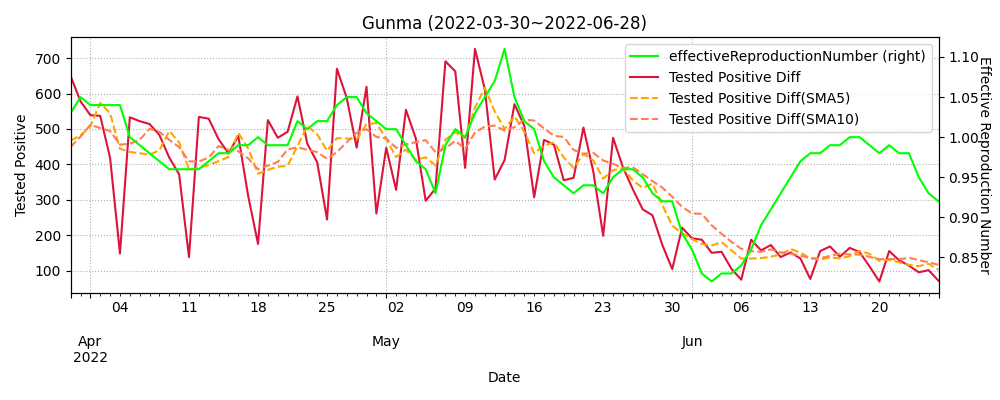 Gunma (2022-03-30~2022-06-28)
effectiveReproductionNumber (right)
Tested Positive Diff
Tested Positive Diff(SMA5)
Tested Positive Diff(SMA10)
Tested Positive
700
600
500
400
300
200
100
Effective Reproduction Number
1.10
1.05
1.00
0.95
0.90
0.85
04 11 18 25 02 09 16 23 30 06 13 20
Apr May Jun
2022
Date